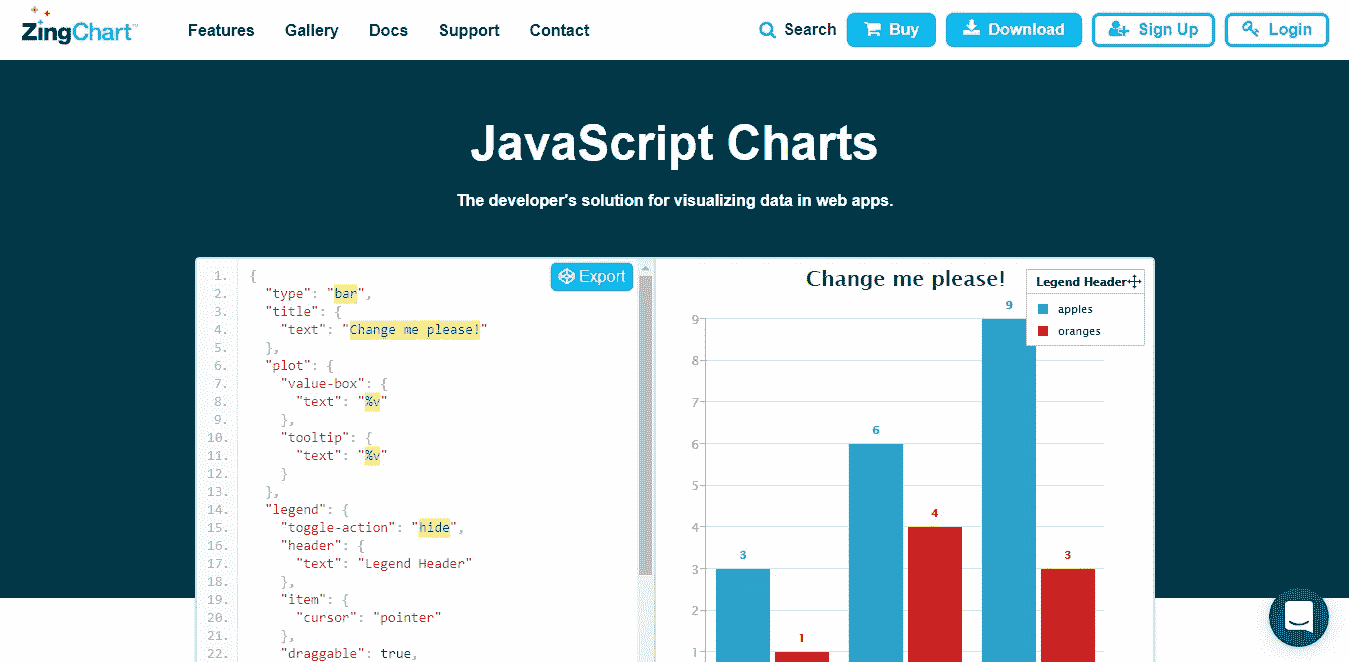 ZingChart™ Features Gallery Docs Support Contact Search Buy Download Sign Up Login
JavaScript Charts
The developer's solution for visualizing data in web apps.
Export
1. {
2. "type": "bar",
3. "title": {
4. "text": "Change me please!"
5. },
6. "plot": {
7. "value-box": {
8. "text": "%v"
9. },
10. "tooltip": {
11. "text": "%v"
12. }
13. },
14. "legend": {
15. "toggle-action": "hide",
16. "header": {
17. "text": "Legend Header"
18. },
19. "item": {
20. "cursor": "pointer"
21. },
22. "draggable": true,
Change me please!
Legend Header
apples
oranges
9
8
7
6
5
4
3
2
1
3
1
6
4
9
3